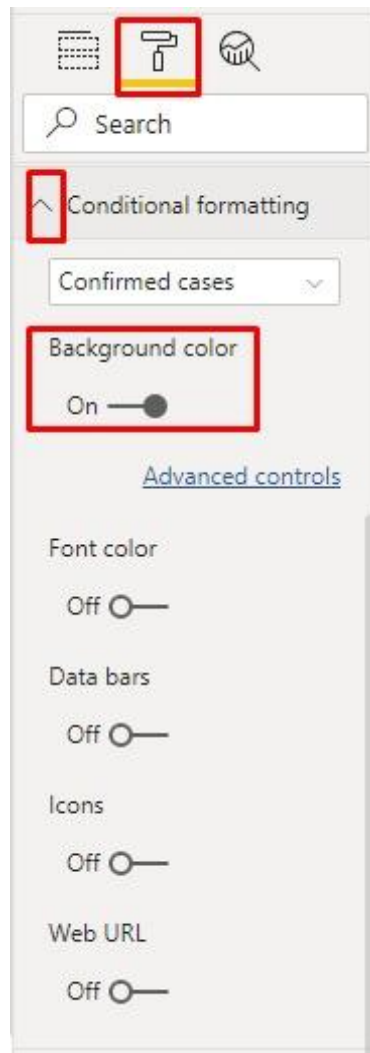 Search
Conditional formatting
Confirmed cases
Background color
On
Advanced controls
Font color
Off
Data bars
Off
Icons
Off
Web URL
Off